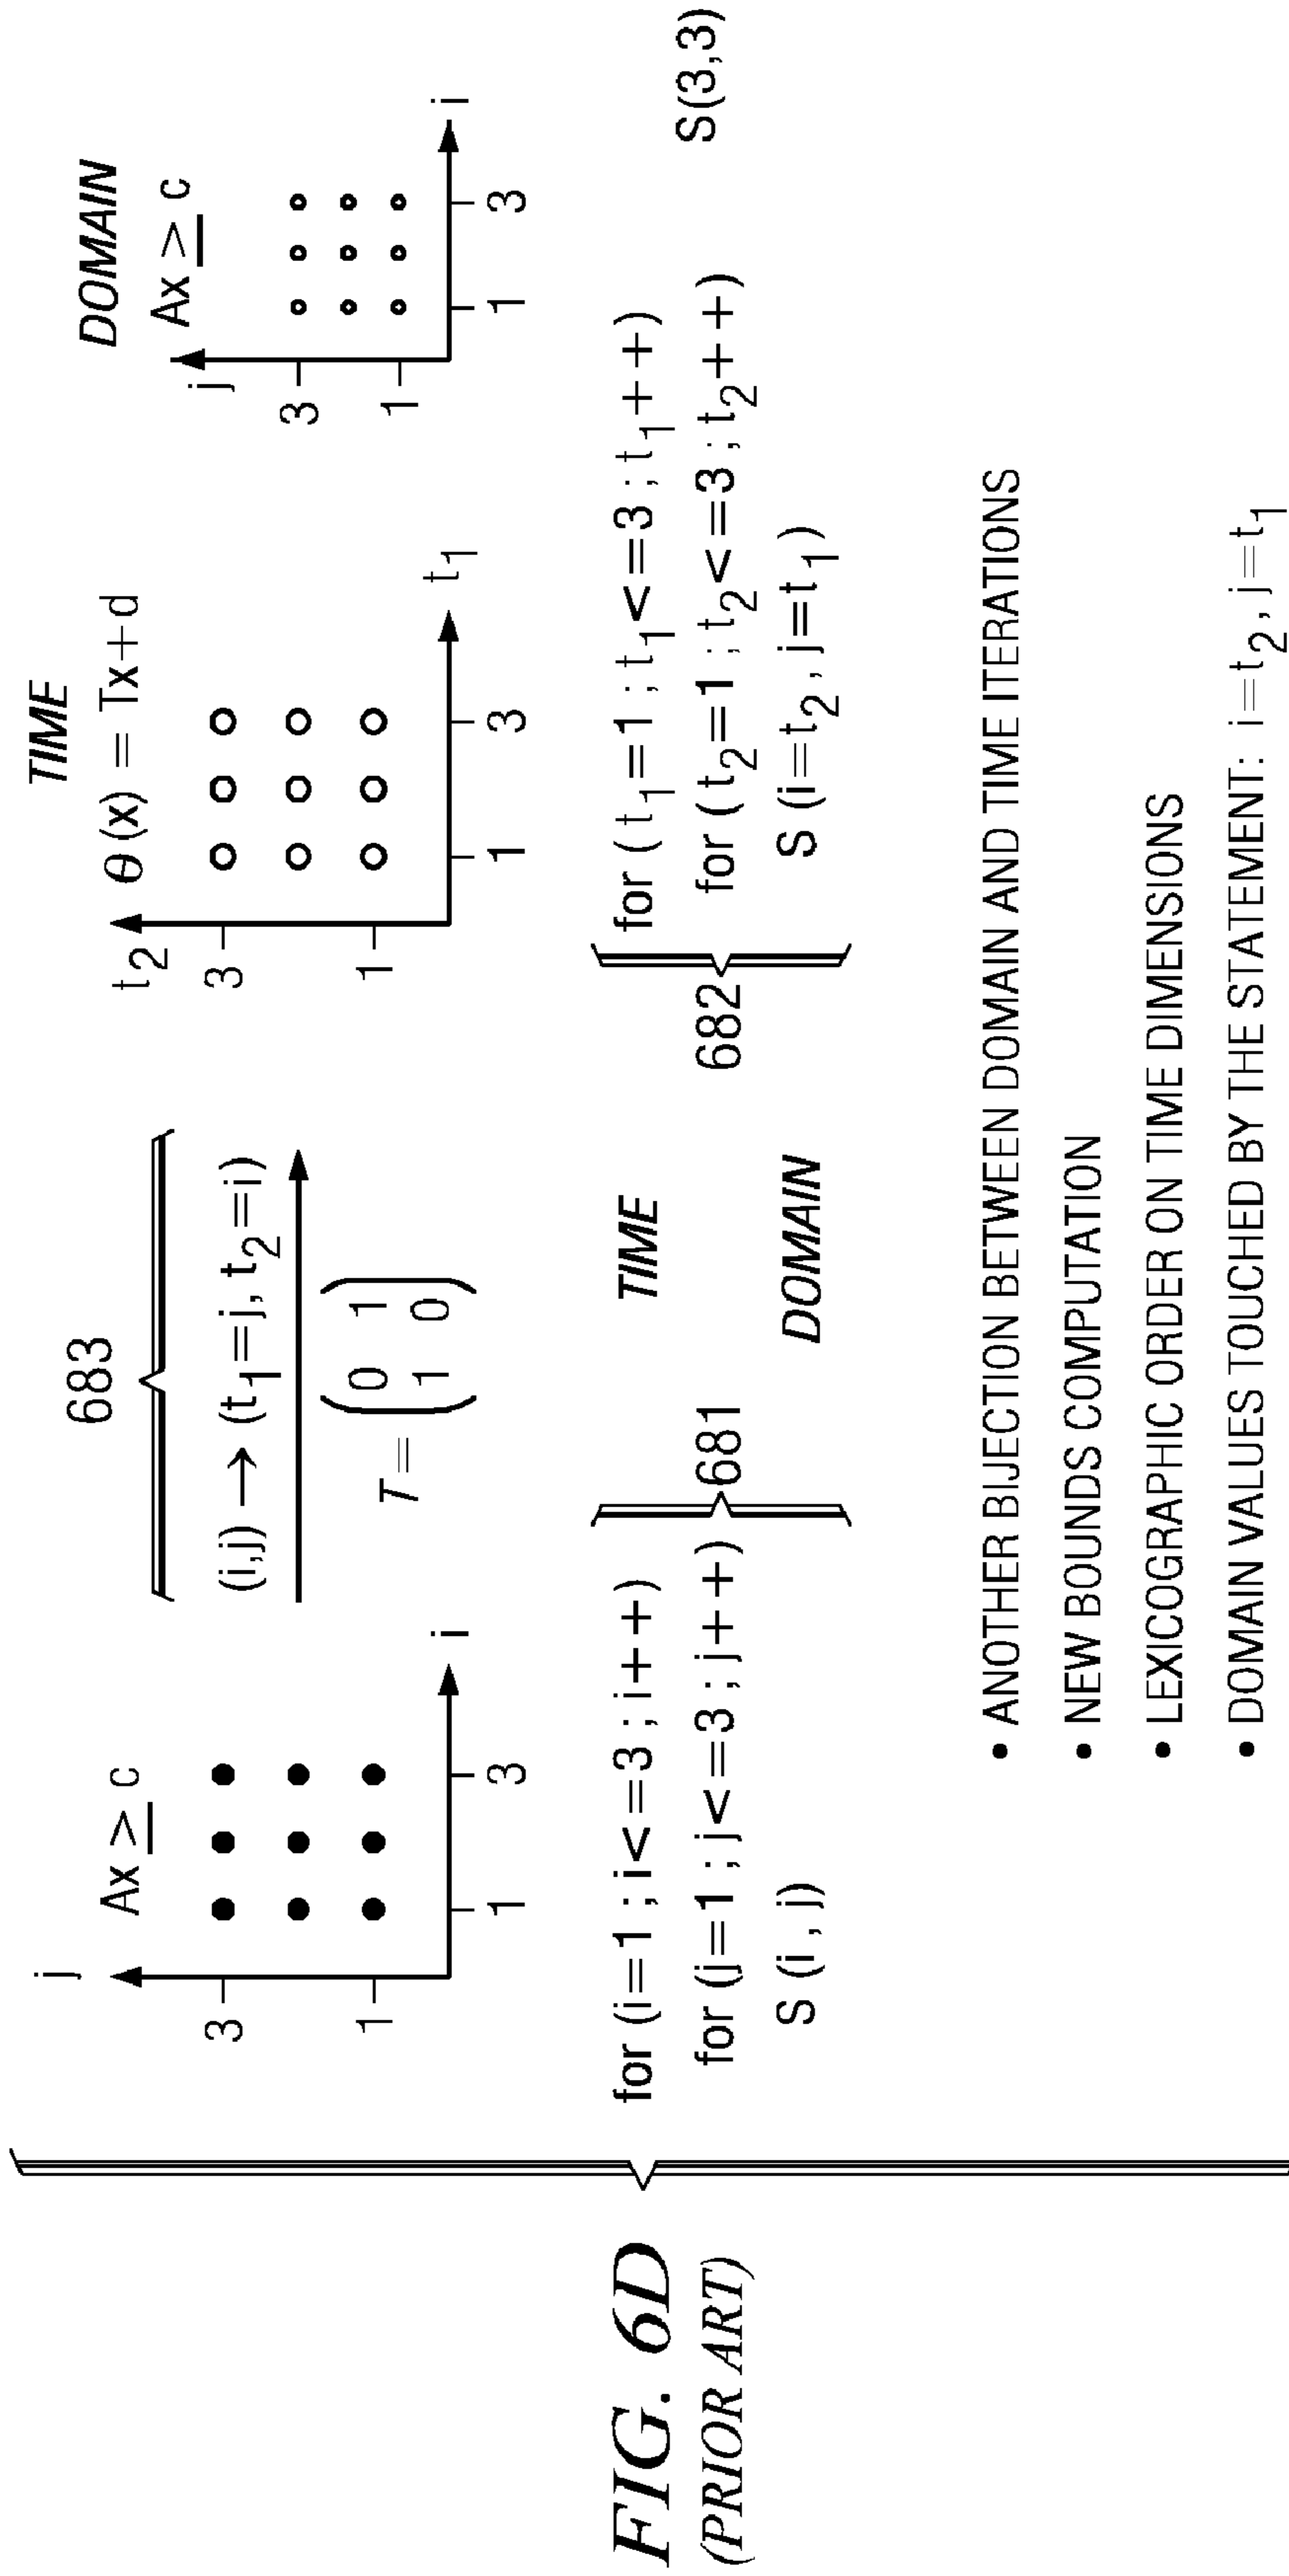 FIG. 6D
(PRIOR ART)
Ax ≥ c
j
3
1
1
3
i
683
(i,j) → (t1=j, t2=i)
T= (0 1
1 0)
TIME
θ(x) = Tx+d
t2
3
1
1
3
t1
DOMAIN
Ax ≥ c
j
3
1
1
3
i
for (i=1 ; i<=3 ; i++)
for (j=1 ; j<=3 ; j++)
S (i , j)
681
TIME
DOMAIN
682
for ( t1=1 ; t1<=3 ; t1++)
for ( t2=1 ; t2<=3 ; t2++)
S (i=t2 , j=t1)
S(3,3)
• ANOTHER BIJECTION BETWEEN DOMAIN AND TIME ITERATIONS
• NEW BOUNDS COMPUTATION
• LEXICOGRAPHIC ORDER ON TIME DIMENSIONS
• DOMAIN VALUES TOUCHED BY THE STATEMENT: i=t2 , j=t1